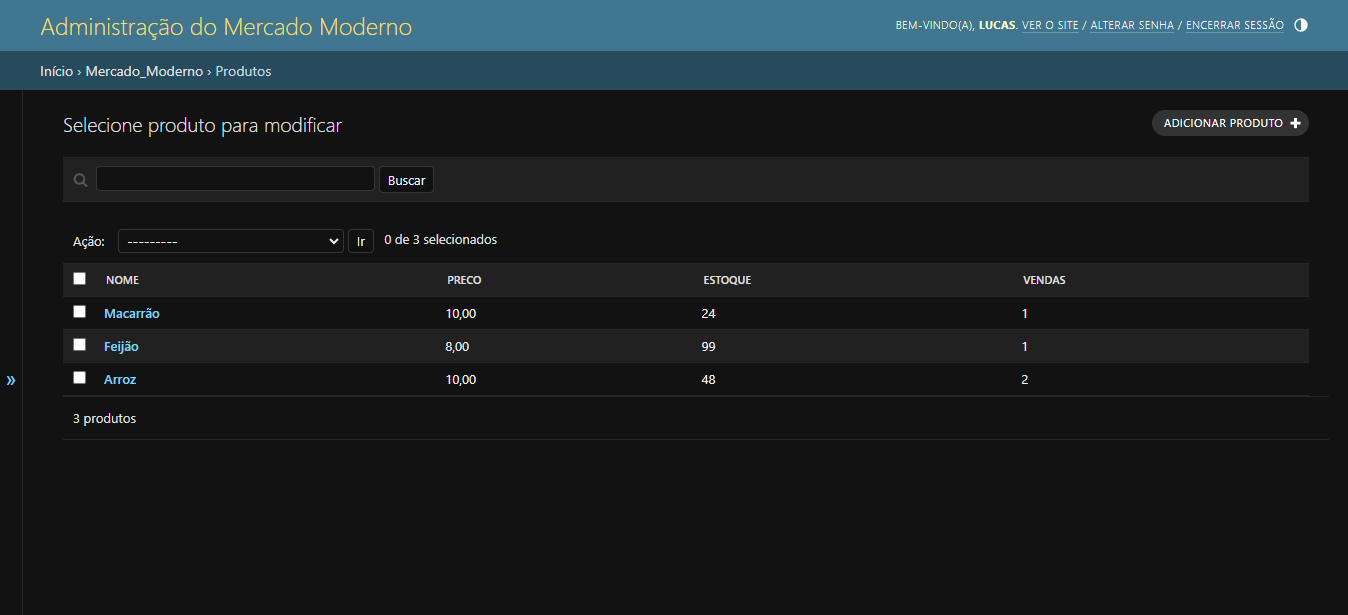 Administração do Mercado Moderno
BEM-VINDO(A), LUCAS. VER O SITE / ALTERAR SENHA / ENCERRAR SESSÃO
Início › Mercado_Moderno › Produtos
Selecione produto para modificar
ADICIONAR PRODUTO +
Buscar
Ação: --------- Ir 0 de 3 selecionados
NOME PRECO ESTOQUE VENDAS
Macarrão 10,00 24 1
Feijão 8,00 99 1
Arroz 10,00 48 2
»
3 produtos